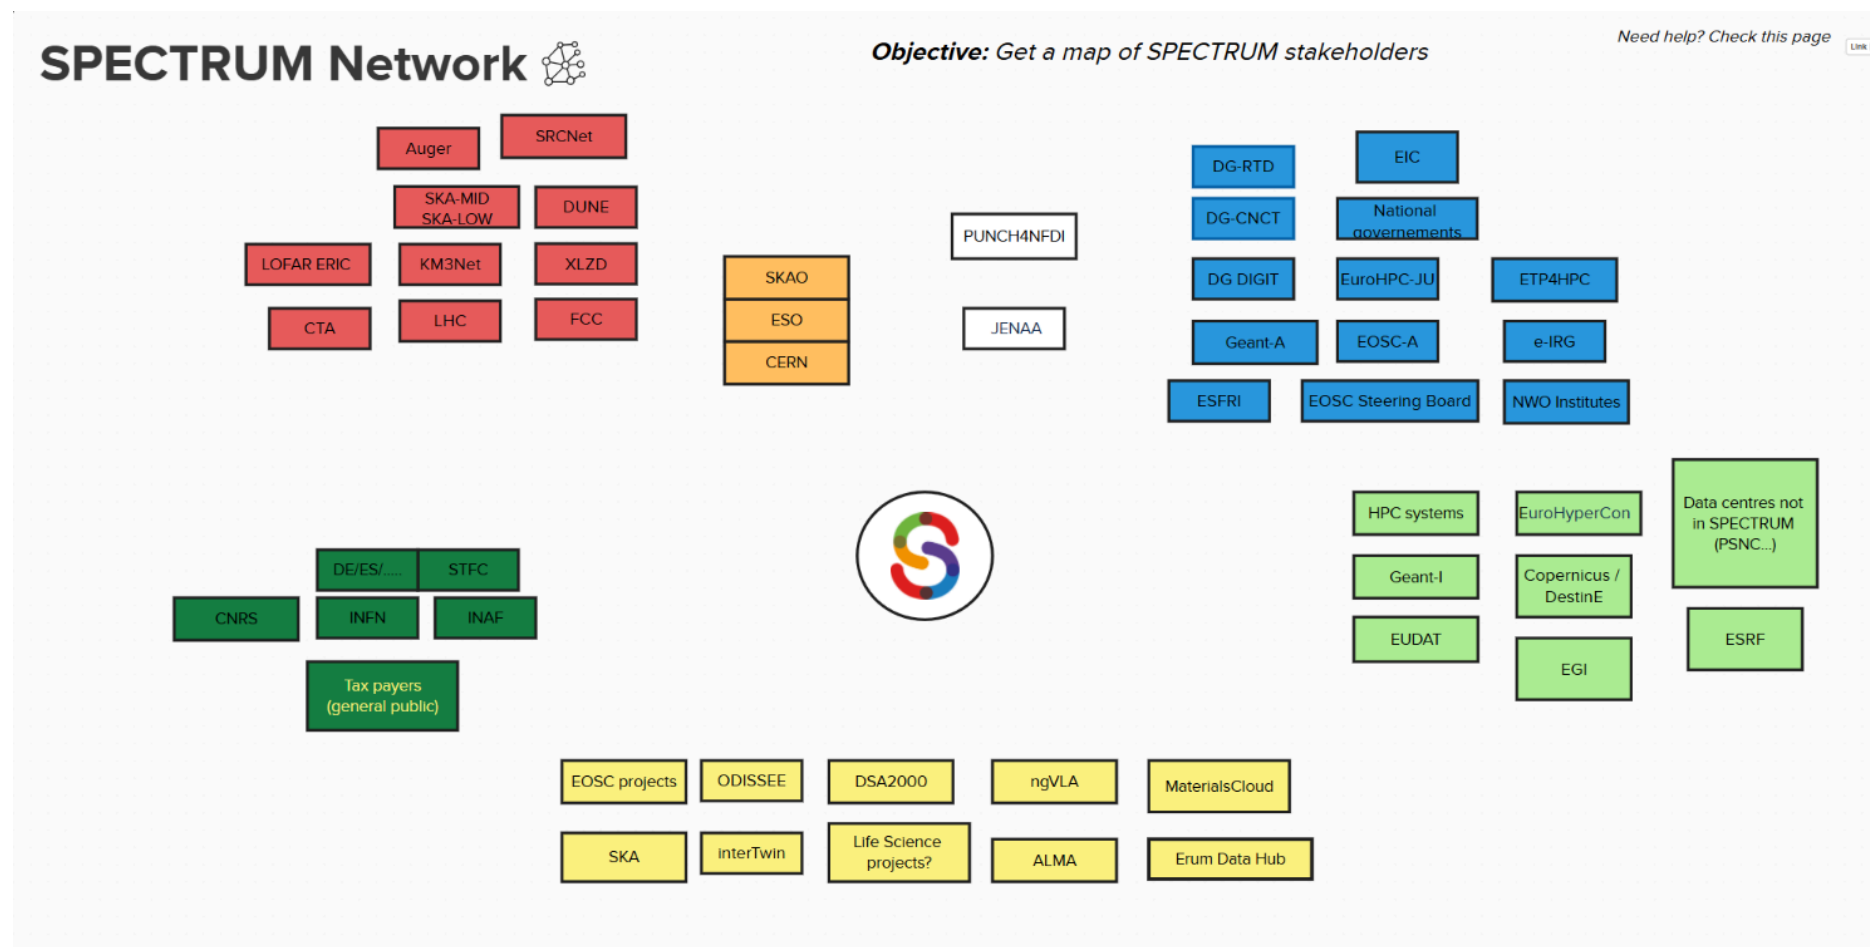 SPECTRUM Network
Objective: Get a map of SPECTRUM stakeholders
Need help? Check this page
Link
Auger
SRCNet
SKA-MID
SKA-LOW
DUNE
LOFAR ERIC
KM3Net
XLZD
CTA
LHC
FCC
SKAO
ESO
CERN
PUNCH4NFDI
JENAA
DG-RTD
EIC
DG-CNCT
National
governements
DG DIGIT
EuroHPC-JU
ETP4HPC
Geant-A
EOSC-A
e-IRG
ESFRI
EOSC Steering Board
NWO Institutes
HPC systems
EuroHyperCon
Data centres not
in SPECTRUM
(PSNC...)
Geant-I
Copernicus /
DestinE
EUDAT
EGI
ESRF
DE/ES/.....
STFC
CNRS
INFN
INAF
Tax payers
(general public)
EOSC projects
ODISSEE
DSA2000
ngVLA
MaterialsCloud
SKA
interTwin
Life Science
projects?
ALMA
Erum Data Hub